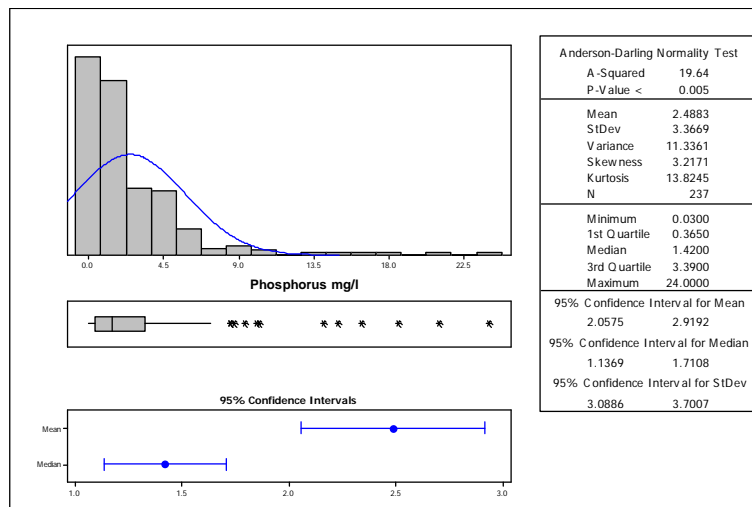 0.0 4.5 9.0 13.5 18.0 22.5
Phosphorus mg/l
95% Confidence Intervals
Mean
Median
1.0 1.5 2.0 2.5 3.0
Anderson-Darling Normality Test
A-Squared 19.64
P-Value < 0.005
Mean 2.4883
StDev 3.3669
Variance 11.3361
Skewness 3.2171
Kurtosis 13.8245
N 237
Minimum 0.0300
1st Quartile 0.3650
Median 1.4200
3rd Quartile 3.3900
Maximum 24.0000
95% Confidence Interval for Mean
2.0575 2.9192
95% Confidence Interval for Median
1.1369 1.7108
95% Confidence Interval for StDev
3.0886 3.7007